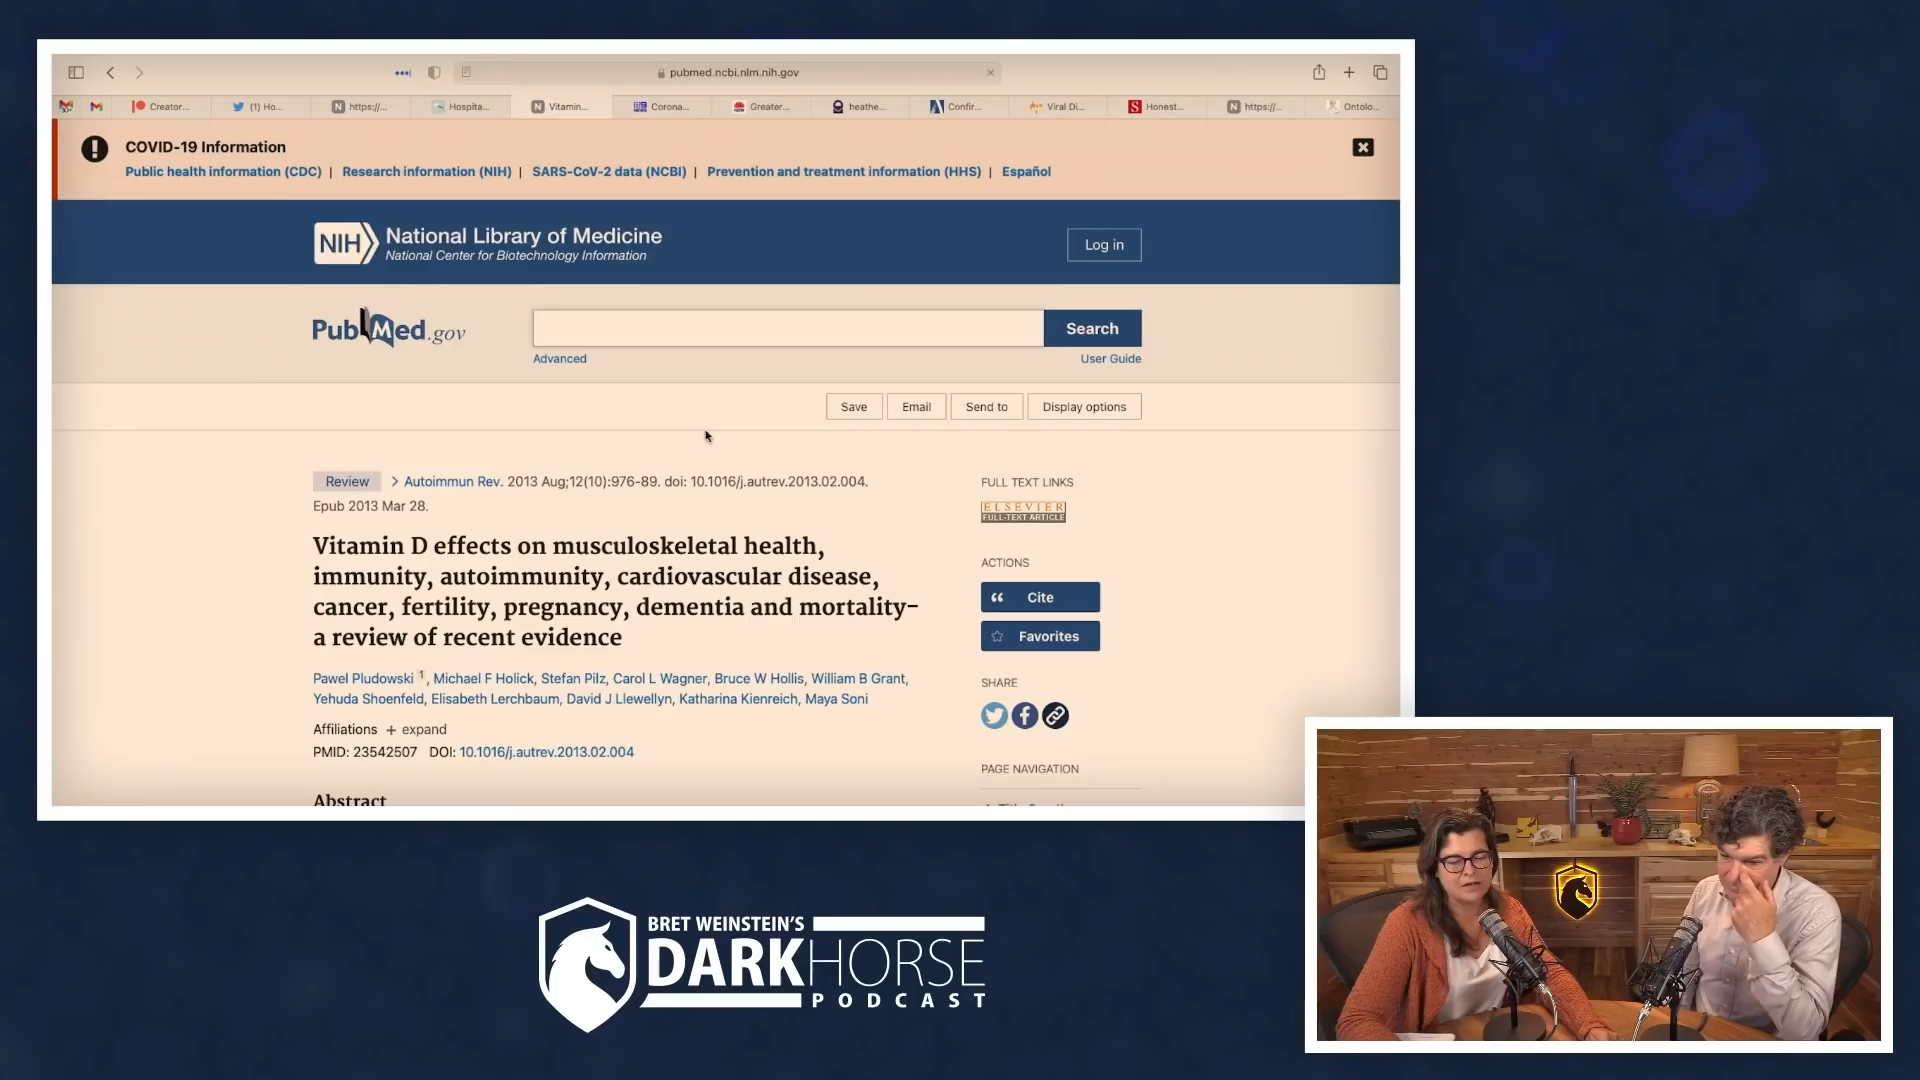 pubmed.ncbi.nlm.nih.gov
Creator...
(1) Ho...
https://...
Hospita...
Vitamin...
Corona...
Greater...
heathe...
Confir...
Viral Di...
Honest...
https://...
Ontolo...
COVID-19 Information
Public health information (CDC) | Research information (NIH) | SARS-CoV-2 data (NCBI) | Prevention and treatment information (HHS) | Español
NIH National Library of Medicine
National Center for Biotechnology Information
Log in
PubMed.gov
Search
Advanced
User Guide
Save
Email
Send to
Display options
Review > Autoimmun Rev. 2013 Aug;12(10):976-89. doi: 10.1016/j.autrev.2013.02.004.
Epub 2013 Mar 28.
Vitamin D effects on musculoskeletal health,
immunity, autoimmunity, cardiovascular disease,
cancer, fertility, pregnancy, dementia and mortality-
a review of recent evidence
Pawel Pludowski 1, Michael F Holick, Stefan Pilz, Carol L Wagner, Bruce W Hollis, William B Grant,
Yehuda Shoenfeld, Elisabeth Lerchbaum, David J Llewellyn, Katharina Kienreich, Maya Soni
Affiliations + expand
PMID: 23542507 DOI: 10.1016/j.autrev.2013.02.004
Abstract
FULL TEXT LINKS
ELSEVIER
FULL-TEXT ARTICLE
ACTIONS
Cite
Favorites
SHARE
PAGE NAVIGATION
BRET WEINSTEIN'S
DARKHORSE
PODCAST